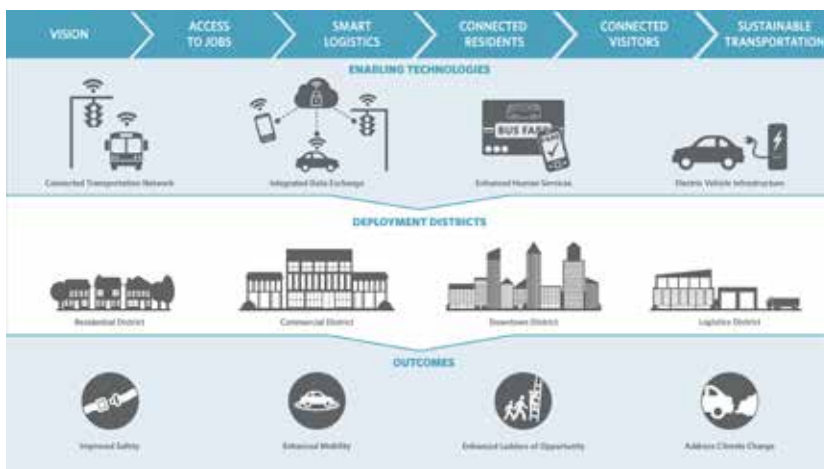 VISION
ACCESS
TO JOBS
SMART
LOGISTICS
CONNECTED
RESIDENTS
CONNECTED
VISITORS
SUSTAINABLE
TRANSPORTATION
ENABLING TECHNOLOGIES
BUS FARE
Connected Transportation Network
Integrated Data Exchange
Enhanced Human Services
Electric Vehicle Infrastructure
DEPLOYMENT DISTRICTS
Residential District
Commercial District
Downtown District
Logistics District
OUTCOMES
Improved Safety
Enhanced Mobility
Enhanced Ladders of Opportunity
Address Climate Change